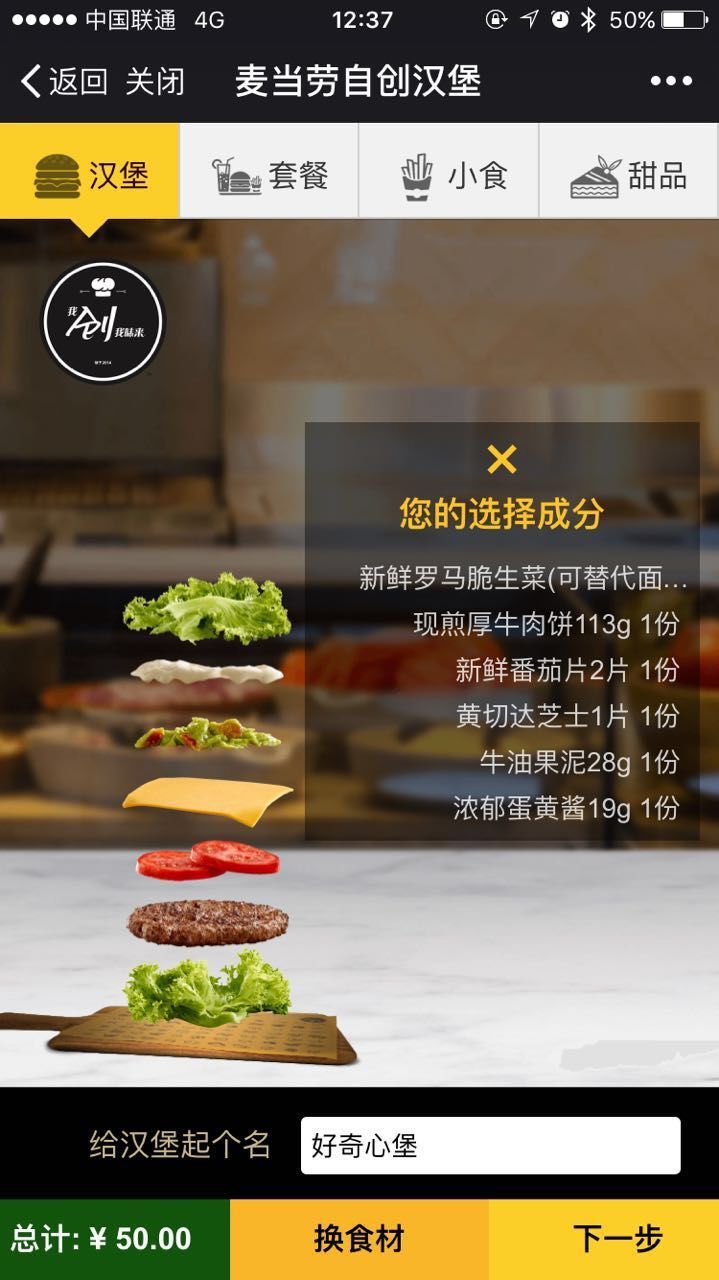 中国联通 4G 12:37 50%
返回 关闭 麦当劳自创汉堡
汉堡 套餐 小食 甜品
我创我味来
您的选择成分
新鲜罗马脆生菜(可替代面...
现煎厚牛肉饼113g 1份
新鲜番茄片2片 1份
黄切达芝士1片 1份
牛油果泥28g 1份
浓郁蛋黄酱19g 1份
给汉堡起个名 好奇心堡
总计: ¥ 50.00 换食材 下一步